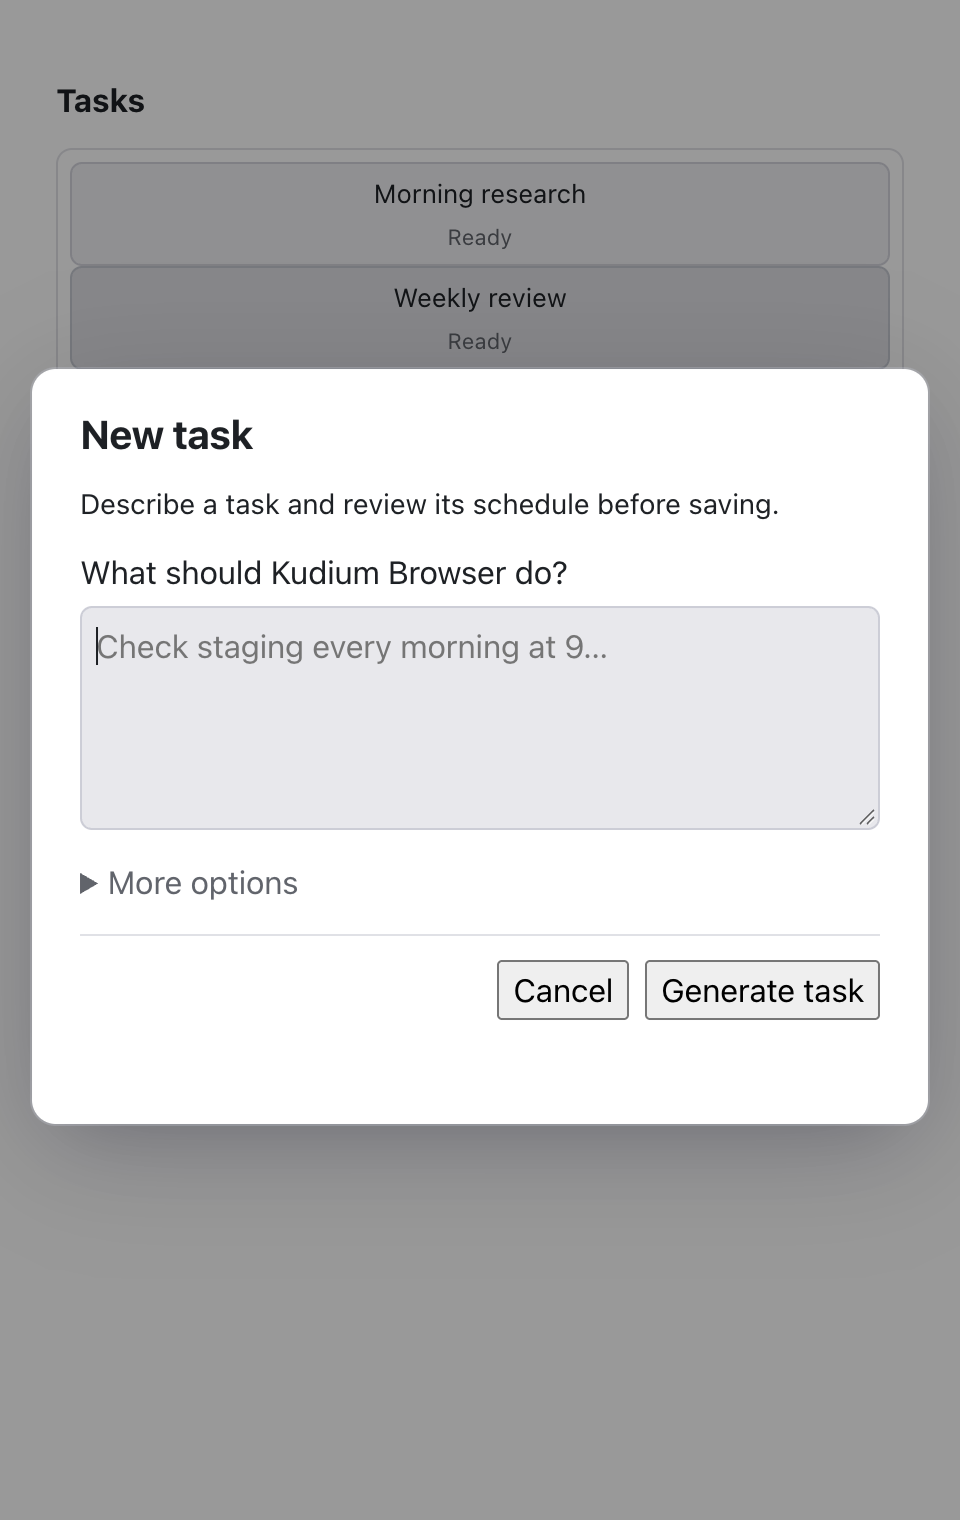 Tasks
Morning research
Ready
Weekly review
Ready
New task
Describe a task and review its schedule before saving.
What should Kudium Browser do?
Check staging every morning at 9...
More options
Cancel
Generate task